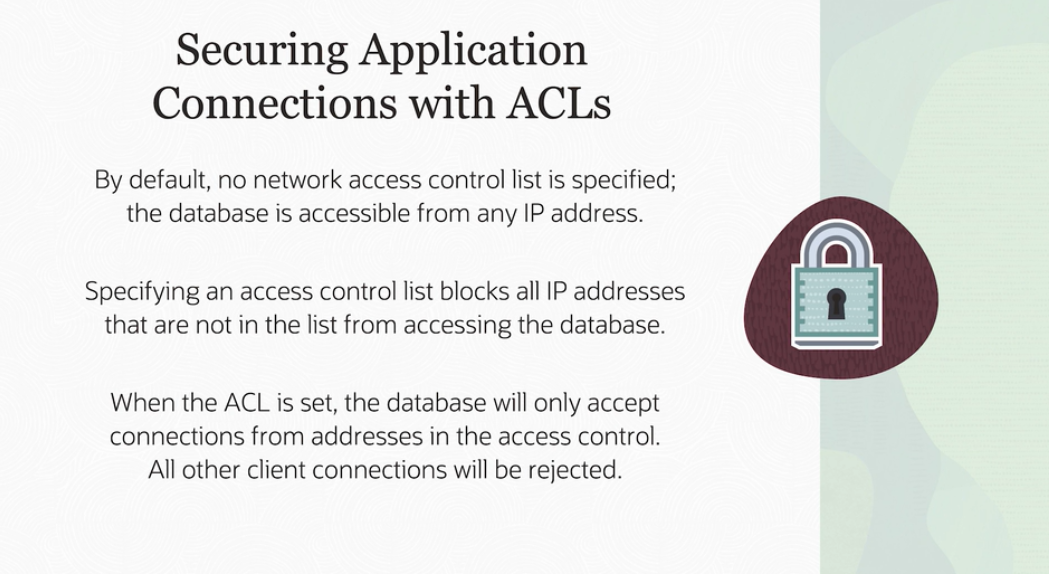 Securing Application
Connections with ACLs
By default, no network access control list is specified;
the database is accessible from any IP address.
Specifying an access control list blocks all IP addresses
that are not in the list from accessing the database.
When the ACL is set, the database will only accept
connections from addresses in the access control.
All other client connections will be rejected.